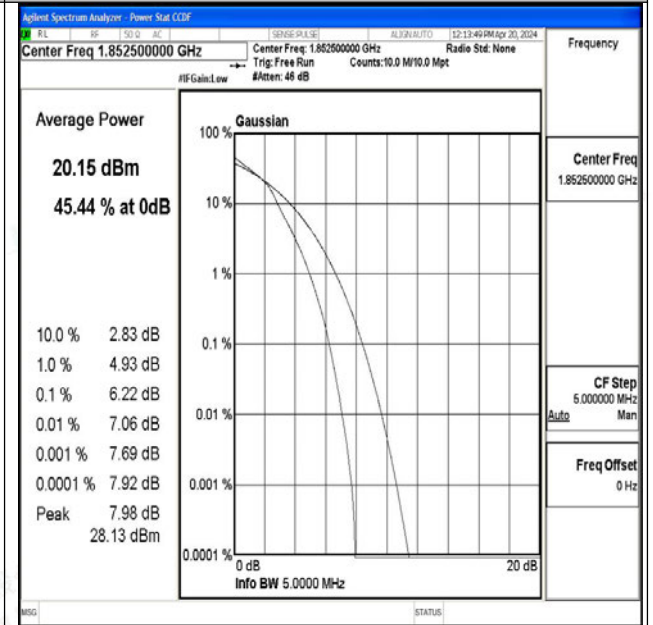 Agilent Spectrum Analyzer - Power Stat CCDF
RL RF 50 Ω AC SENSE:PULSE ALIGN AUTO 12:13:49 PM Apr 20, 2024
Center Freq 1.852500000 GHz
Center Freq: 1.852500000 GHz Radio Std: None
Trig: Free Run Counts:10.0 M/10.0 Mpt
#IFGain:Low #Atten: 46 dB
Frequency
Average Power
20.15 dBm
45.44 % at 0dB
10.0 % 2.83 dB
1.0 % 4.93 dB
0.1 % 6.22 dB
0.01 % 7.06 dB
0.001 % 7.69 dB
0.0001 % 7.92 dB
Peak 7.98 dB
28.13 dBm
Gaussian
100 %
10 %
1 %
0.1 %
0.01 %
0.001 %
0.0001 %
0 dB 20 dB
Info BW 5.0000 MHz
Center Freq
1.852500000 GHz
CF Step
5.000000 MHz
Auto Man
Freq Offset
0 Hz
MSG STATUS